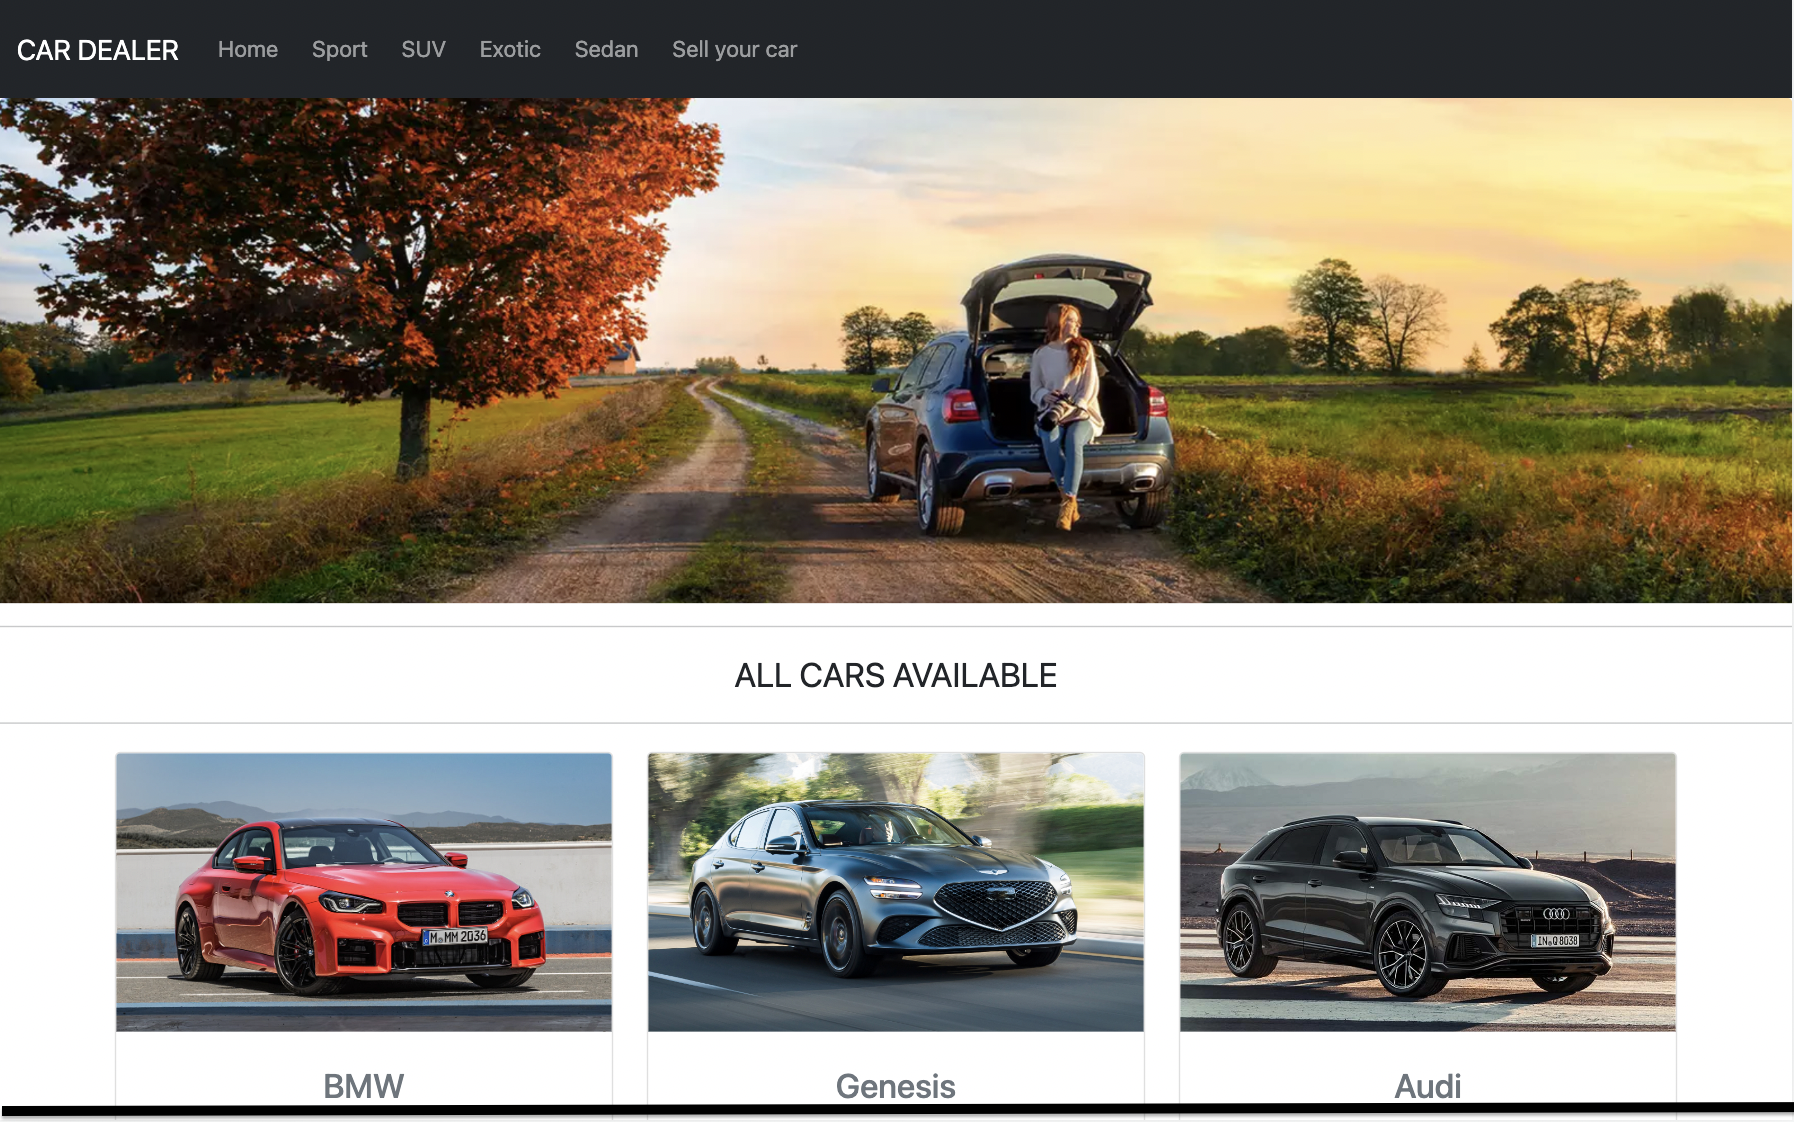 CAR DEALER Home Sport SUV Exotic Sedan Sell your car
ALL CARS AVAILABLE
M MM 2036
IN Q 8038
BMW Genesis Audi